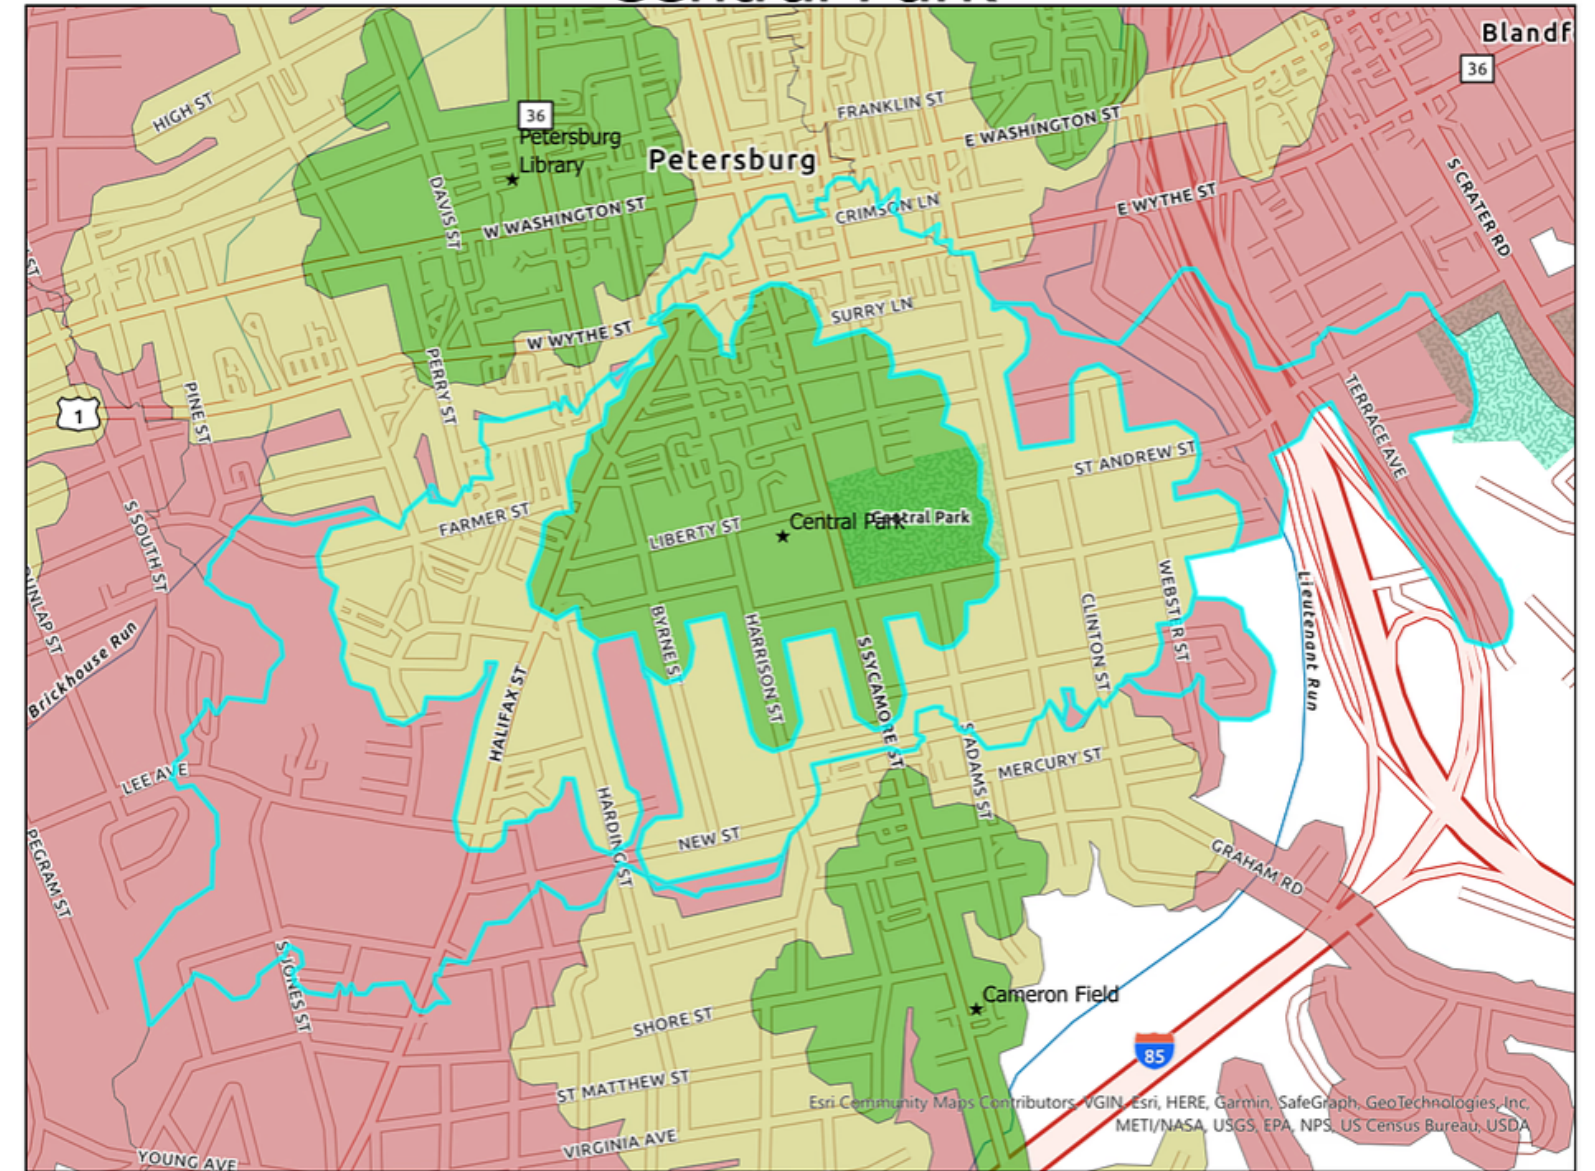 Central Park
Blandf
36
HIGH ST
36
FRANKLIN ST
E WASHINGTON ST
Petersburg
Library
Petersburg
DAVIS ST
W WASHINGTON ST
CRIMSON LN
E WYTHE ST
S CRATER RD
ST
SURRY LN
W WYTHE ST
PERRY ST
PINE ST
1
TERRACE AVE
ST ANDREW ST
S SOUTH ST
FARMER ST
LIBERTY ST
Central Park
Central Park
DUNLAP ST
WEBSTER ST
Lieutenant Run
CLINTON ST
BYRNE S
HARRISON ST
S SYCAMORE ST
Brickhouse Run
HALIFAX ST
LEE AVE
S ADAMS ST
MERCURY ST
HARDING ST
NEW ST
PEGRAM ST
GRAHAM RD
S JONES ST
Cameron Field
SHORE ST
85
ST MATTHEW ST
Esri Community Maps Contributors, VGIN, Esri, HERE, Garmin, SafeGraph, GeoTechnologies, Inc,
METI/NASA, USGS, EPA, NPS, US Census Bureau, USDA
VIRGINIA AVE
YOUNG AVE